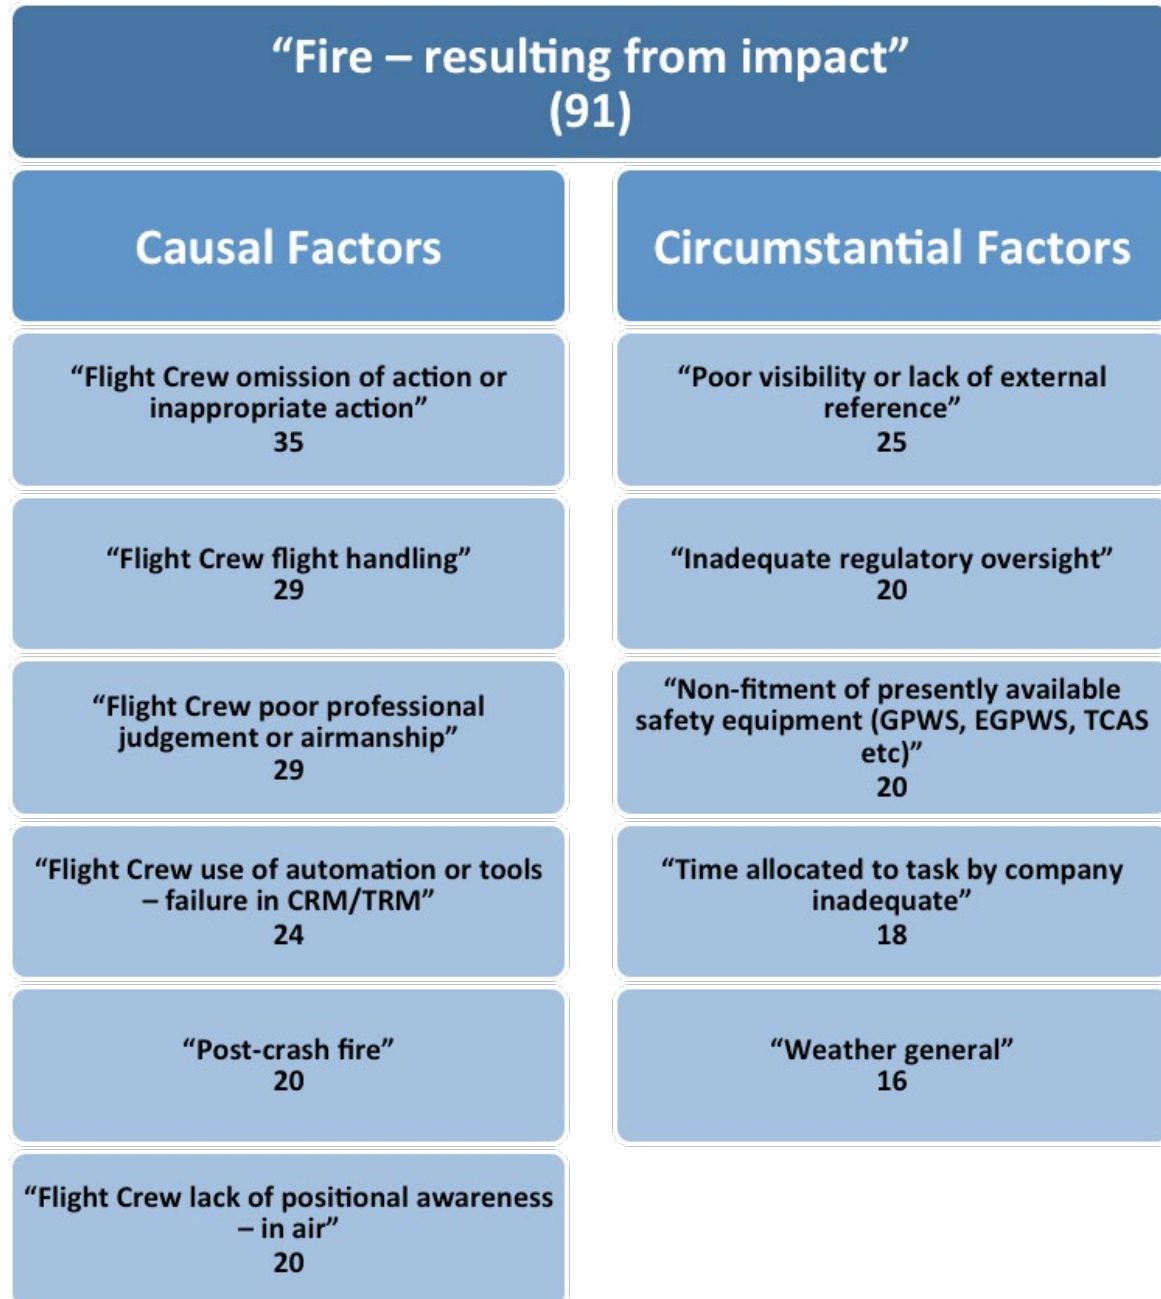 “Fire – resulting from impact”
(91)
Causal Factors
“Flight Crew omission of action or
inappropriate action”
35
“Flight Crew flight handling”
29
“Flight Crew poor professional
judgement or airmanship”
29
“Flight Crew use of automation or tools
– failure in CRM/TRM”
24
“Post-crash fire”
20
“Flight Crew lack of positional awareness
– in air”
20
Circumstantial Factors
“Poor visibility or lack of external
reference”
25
“Inadequate regulatory oversight”
20
“Non-fitment of presently available
safety equipment (GPWS, EGPWS, TCAS
etc)”
20
“Time allocated to task by company
inadequate”
18
“Weather general”
16